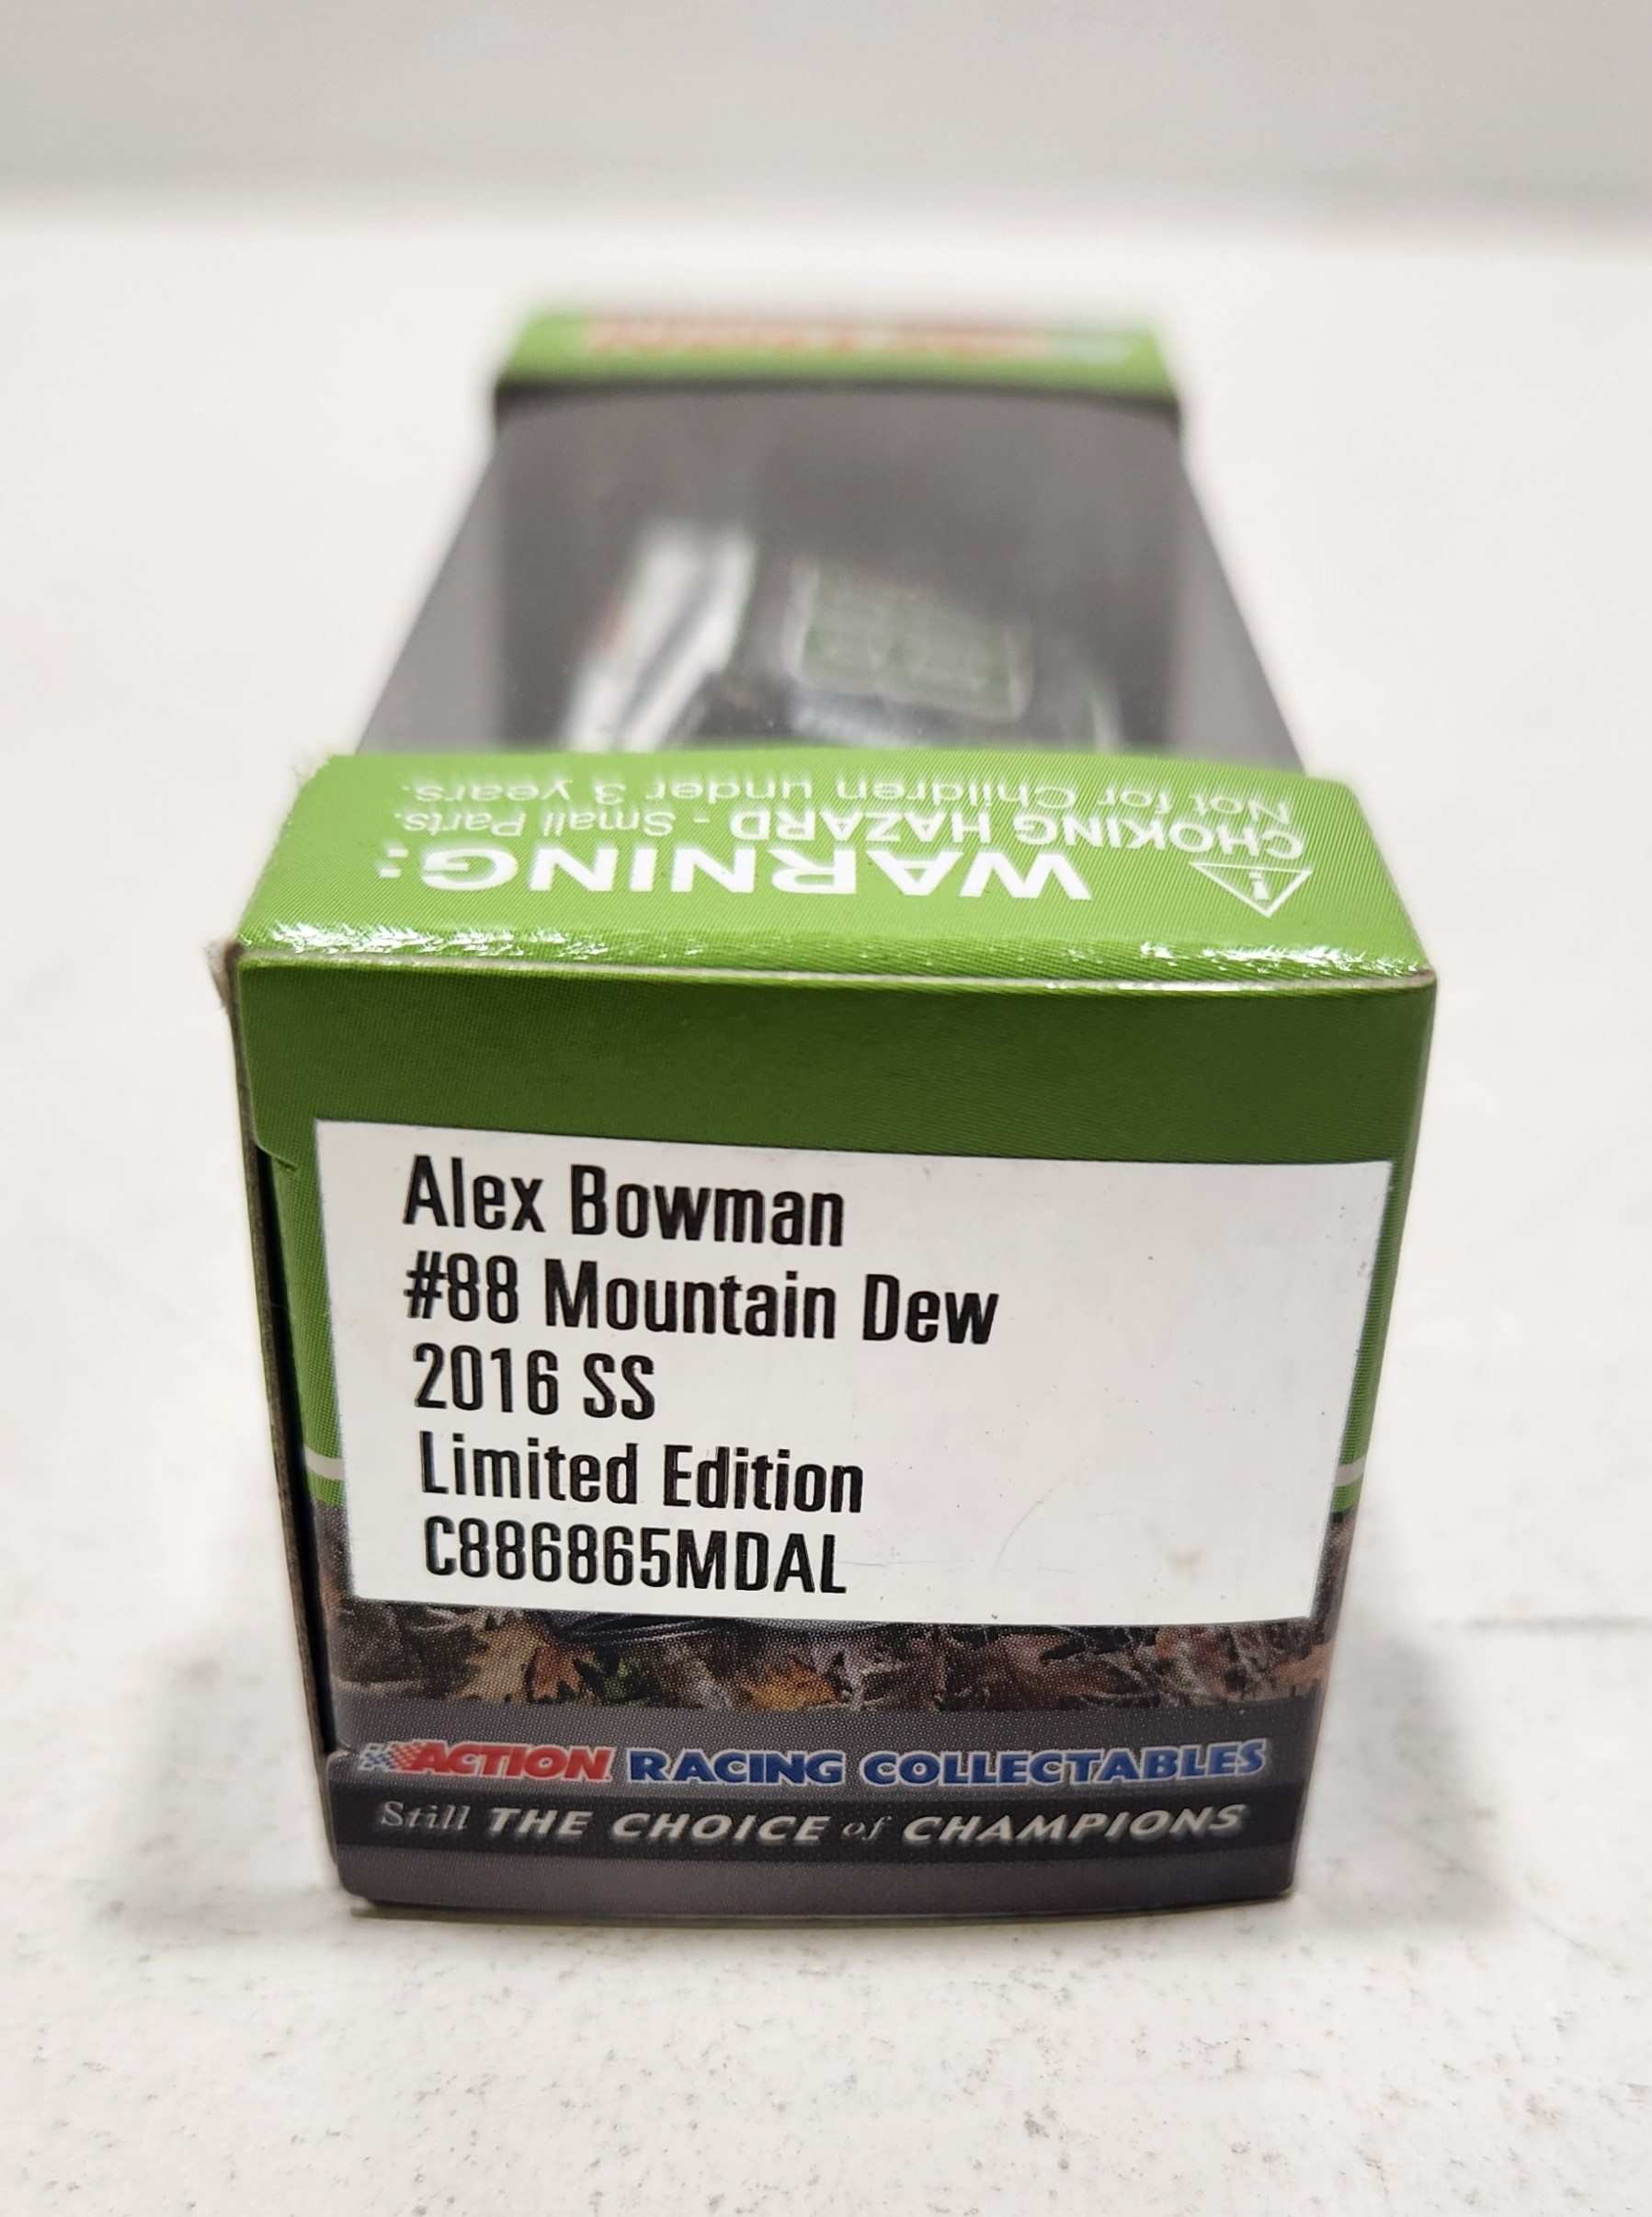 WARNING:
CHOKING HAZARD - Small Parts.
Not for Children under 3 years.
Alex Bowman
#88 Mountain Dew
2016 SS
Limited Edition
C886865MDAL
ACTION RACING COLLECTABLES
Still THE CHOICE of CHAMPIONS